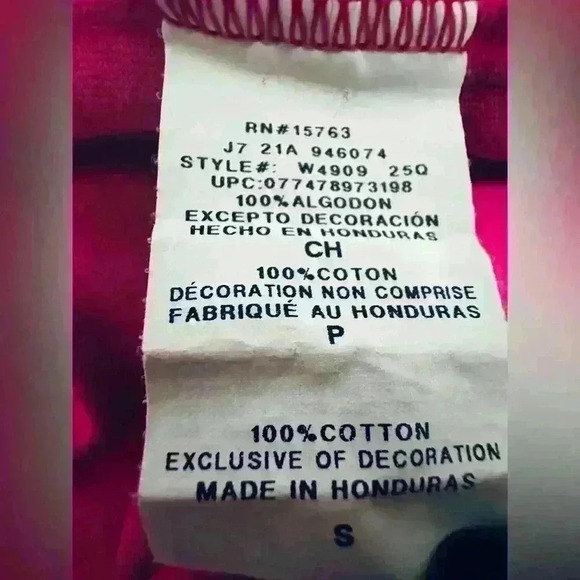 RN#15763
J7 21A 946074
STYLE#: W4909 25Q
UPC:077478973198
100%ALGODON
EXCEPTO DECORACIÓN
HECHO EN HONDURAS
CH
100%COTON
DÉCORATION NON COMPRISE
FABRIQUÉ AU HONDURAS
P
100%COTTON
EXCLUSIVE OF DECORATION
MADE IN HONDURAS
S